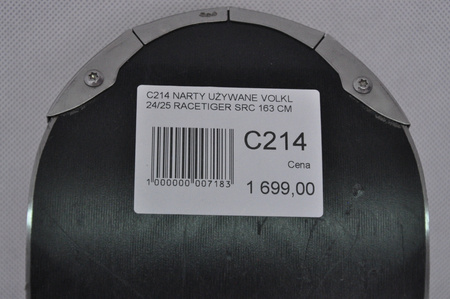 C214 NARTY UŻYWANE VOLKL
24/25 RACETIGER SRC 163 CM
C214
Cena
1 000000 007183
1 699,00